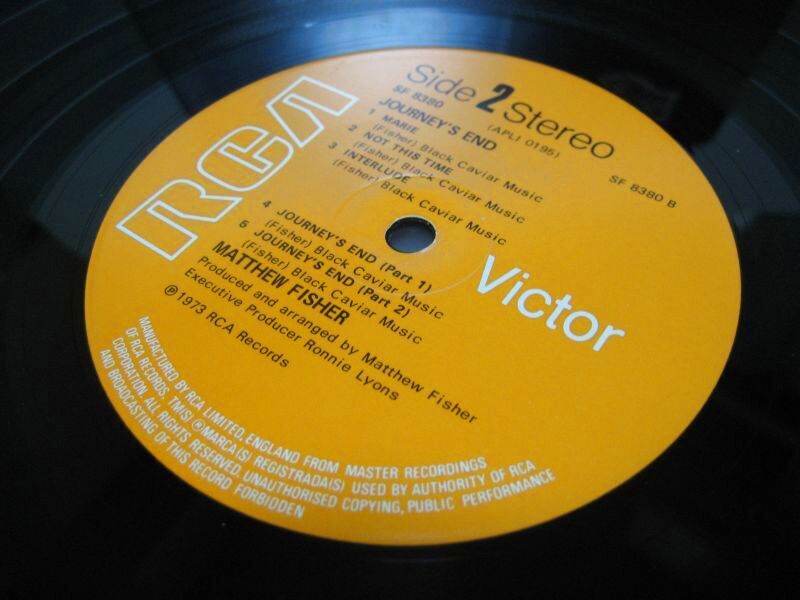 RCA
Side 2 Stereo
SF 8380
(APLI 0195)
SF 8380 B
JOURNEY'S END
1 MARIE
(Fisher) Black Caviar Music
2 NOT THIS TIME
(Fisher) Black Caviar Music
3 INTERLUDE
(Fisher) Black Caviar Music
4 JOURNEY'S END (Part 1)
(Fisher) Black Caviar Music
5 JOURNEY'S END (Part 2)
(Fisher) Black Caviar Music
MATTHEW FISHER
Produced and arranged by Matthew Fisher
Executive Producer Ronnie Lyons
℗ 1973 RCA Records
Victor
MANUFACTURED BY RCA LIMITED, ENGLAND FROM MASTER RECORDINGS
OF RCA RECORDS. TM(S) ®MARCA(S) REGISTRADA(S) USED BY AUTHORITY OF RCA
CORPORATION. ALL RIGHTS RESERVED. UNAUTHORISED COPYING, PUBLIC PERFORMANCE
AND BROADCASTING OF THIS RECORD FORBIDDEN